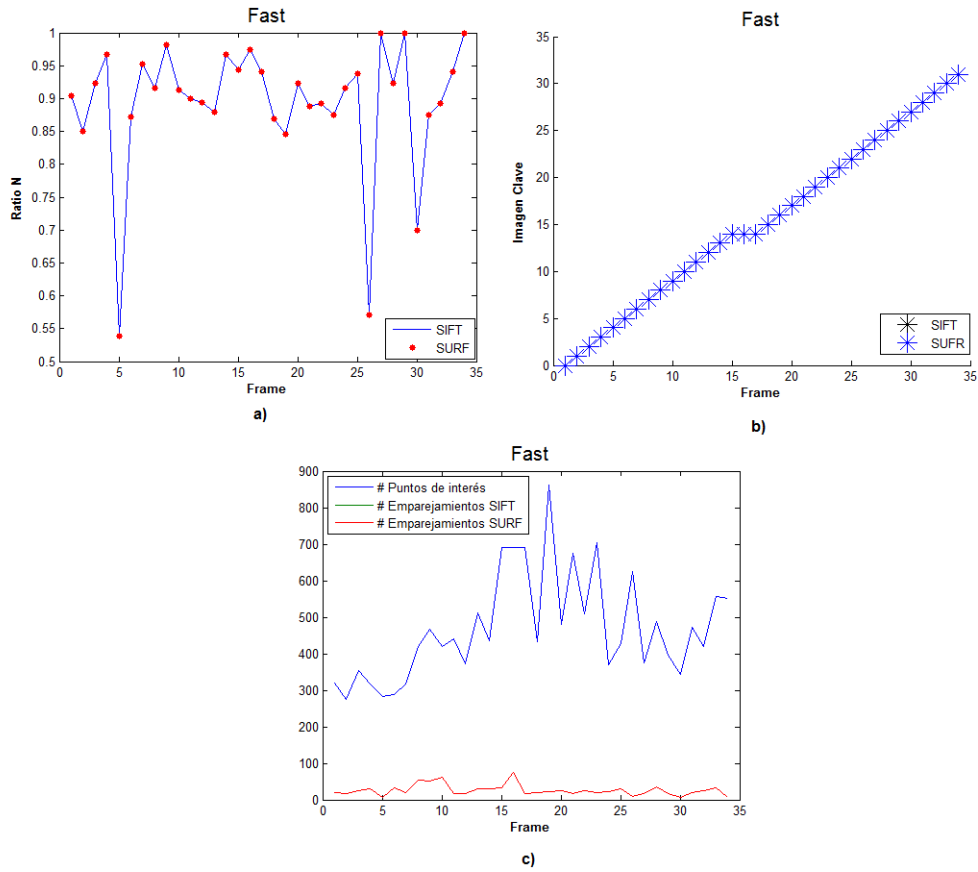 Fast
Ratio N
1
0.95
0.9
0.85
0.8
0.75
0.7
0.65
0.6
0.55
0.5
0 5 10 15 20 25 30 35
Frame
SIFT
SURF
a)
Fast
Imagen Clave
35
30
25
20
15
10
5
0
0 5 10 15 20 25 30 35
Frame
SIFT
SUFR
b)
Fast
900
800
700
600
500
400
300
200
100
0
# Puntos de interés
# Emparejamientos SIFT
# Emparejamientos SURF
0 5 10 15 20 25 30 35
Frame
c)